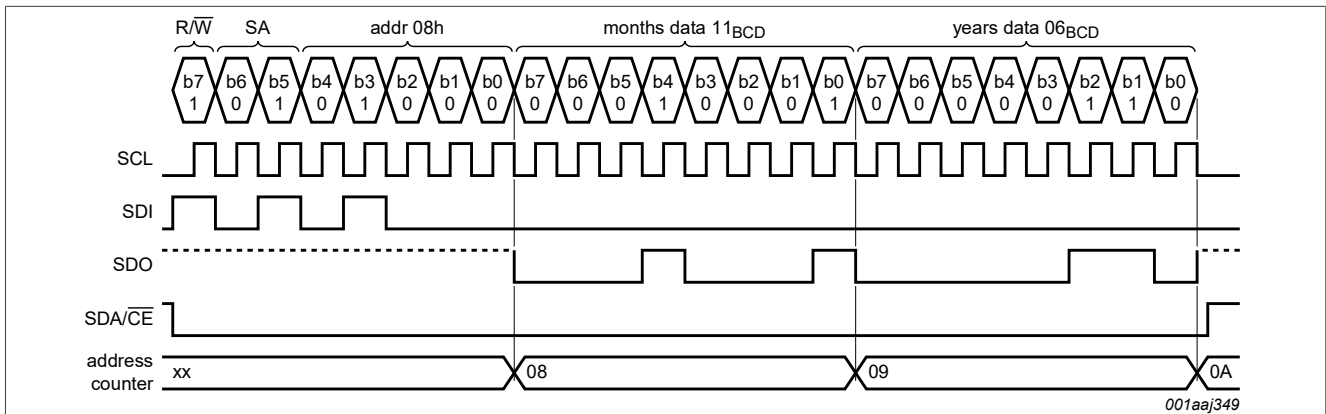 R/W SA addr 08h months data 11BCD years data 06BCD
b7 b6 b5 b4 b3 b2 b1 b0 b7 b6 b5 b4 b3 b2 b1 b0 b7 b6 b5 b4 b3 b2 b1 b0
1 0 1 0 1 0 0 0 0 0 0 1 0 0 0 1 0 0 0 0 0 1 1 0
SCL
SDI
SDO
SDA/CE
address
counter
xx 08 09 0A
001aaj349